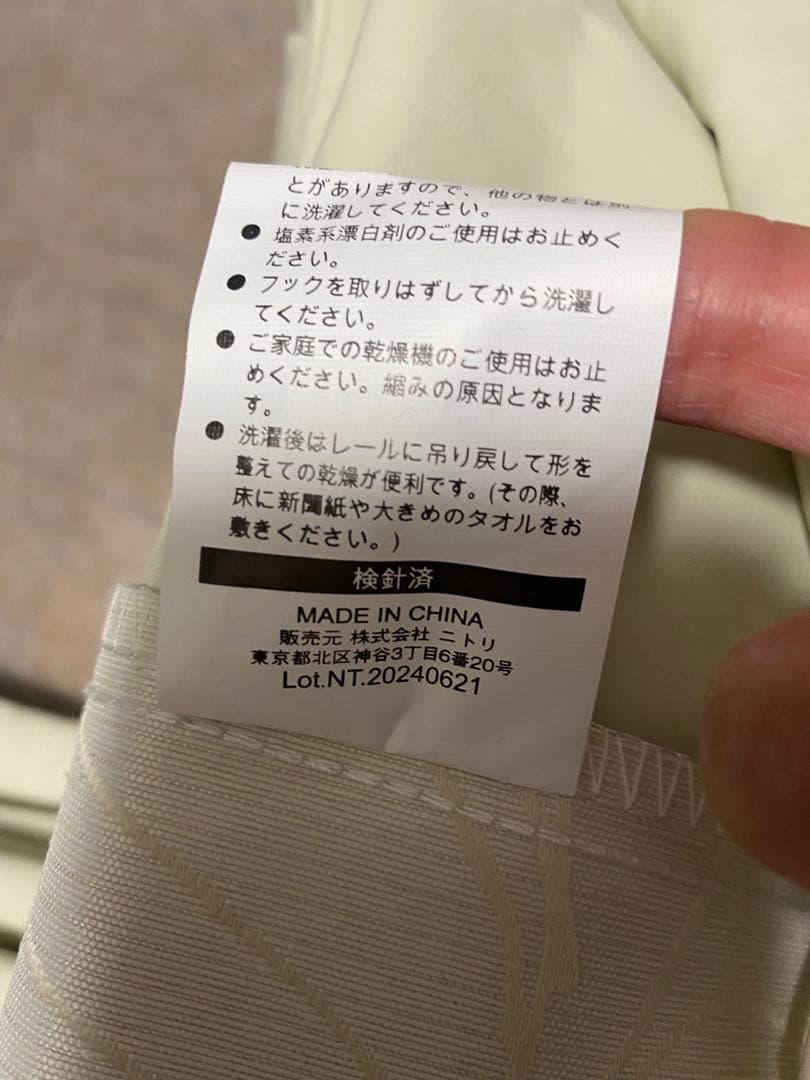 とがありますので、他の物とは別
に洗濯してください。
● 塩素系漂白剤のご使用はお止めく
ださい。
● フックを取りはずしてから洗濯し
てください。
● ご家庭での乾燥機のご使用はお止
めください。縮みの原因となりま
す。
● 洗濯後はレールに吊り戻して形を
整えての乾燥が便利です。(その際、
床に新聞紙や大きめのタオルをお
敷きください。)
検針済
MADE IN CHINA
販売元 株式会社 ニトリ
東京都北区神谷3丁目6番20号
Lot.NT.20240621